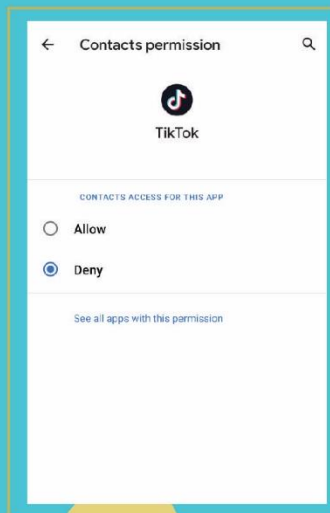 Contacts permission
TikTok
CONTACTS ACCESS FOR THIS APP
Allow
Deny
See all apps with this permission